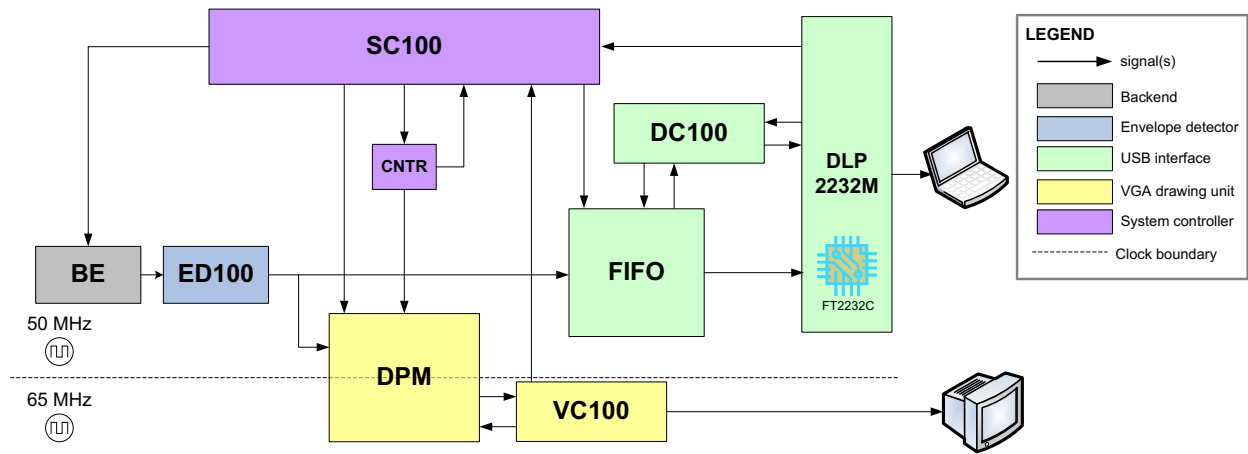 SC100
CNTR
DC100
DLP
2232M
FT2232C
BE
ED100
FIFO
50 MHz
DPM
65 MHz
VC100
LEGEND
signal(s)
Backend
Envelope detector
USB interface
VGA drawing unit
System controller
Clock boundary